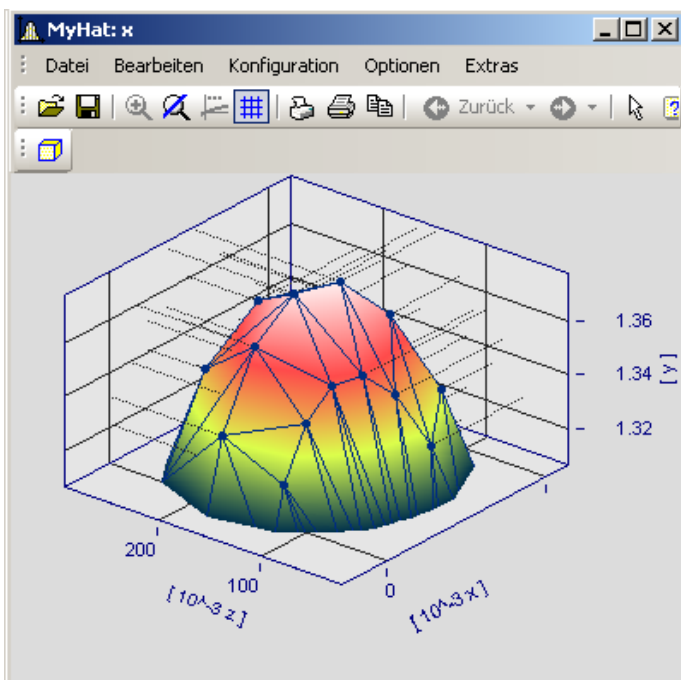 MyHat: x
Datei Bearbeiten Konfiguration Optionen Extras
Zurück
1.36
1.34
1.32
[ Y ]
200
100
0
[ 10^-3 z ]
[ 10^-3 x ]